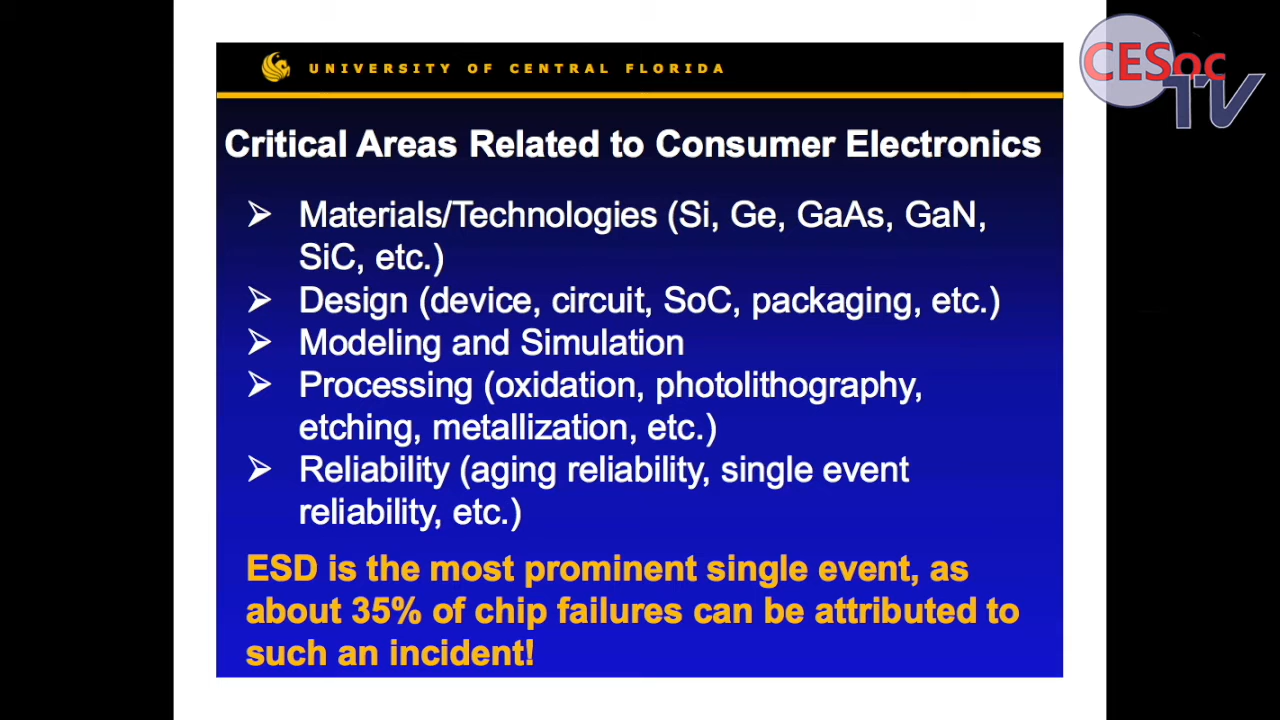 UNIVERSITY OF CENTRAL FLORIDA
CESoc
TV
Critical Areas Related to Consumer Electronics
➢ Materials/Technologies (Si, Ge, GaAs, GaN,
SiC, etc.)
➢ Design (device, circuit, SoC, packaging, etc.)
➢ Modeling and Simulation
➢ Processing (oxidation, photolithography,
etching, metallization, etc.)
➢ Reliability (aging reliability, single event
reliability, etc.)
ESD is the most prominent single event, as
about 35% of chip failures can be attributed to
such an incident!